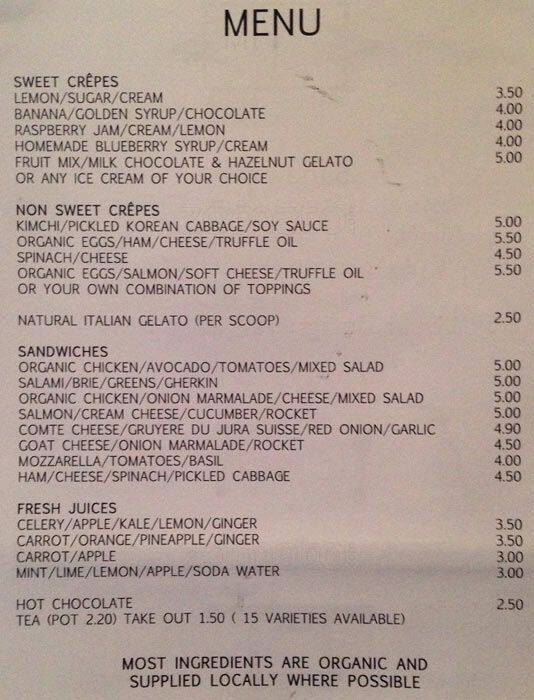 MENU
SWEET CRÊPES
LEMON/SUGAR/CREAM 3.50
BANANA/GOLDEN SYRUP/CHOCOLATE 4.00
RASPBERRY JAM/CREAM/LEMON 4.00
HOMEMADE BLUEBERRY SYRUP/CREAM 4.00
FRUIT MIX/MILK CHOCOLATE & HAZELNUT GELATO 5.00
OR ANY ICE CREAM OF YOUR CHOICE
NON SWEET CRÊPES
KIMCHI/PICKLED KOREAN CABBAGE/SOY SAUCE 5.00
ORGANIC EGGS/HAM/CHEESE/TRUFFLE OIL 5.50
SPINACH/CHEESE 4.50
ORGANIC EGGS/SALMON/SOFT CHEESE/TRUFFLE OIL 5.50
OR YOUR OWN COMBINATION OF TOPPINGS
NATURAL ITALIAN GELATO (PER SCOOP) 2.50
SANDWICHES
ORGANIC CHICKEN/AVOCADO/TOMATOES/MIXED SALAD 5.00
SALAMI/BRIE/GREENS/GHERKIN 5.00
ORGANIC CHICKEN/ONION MARMALADE/CHEESE/MIXED SALAD 5.00
SALMON/CREAM CHEESE/CUCUMBER/ROCKET 5.00
COMTE CHEESE/GRUYERE DU JURA SUISSE/RED ONION/GARLIC 4.90
GOAT CHEESE/ONION MARMALADE/ROCKET 4.50
MOZZARELLA/TOMATOES/BASIL 4.00
HAM/CHEESE/SPINACH/PICKLED CABBAGE 4.50
FRESH JUICES
CELERY/APPLE/KALE/LEMON/GINGER 3.50
CARROT/ORANGE/PINEAPPLE/GINGER 3.50
CARROT/APPLE 3.00
MINT/LIME/LEMON/APPLE/SODA WATER 3.00
HOT CHOCOLATE 2.50
TEA (POT 2.20) TAKE OUT 1.50 ( 15 VARIETIES AVAILABLE)
MOST INGREDIENTS ARE ORGANIC AND
SUPPLIED LOCALLY WHERE POSSIBLE